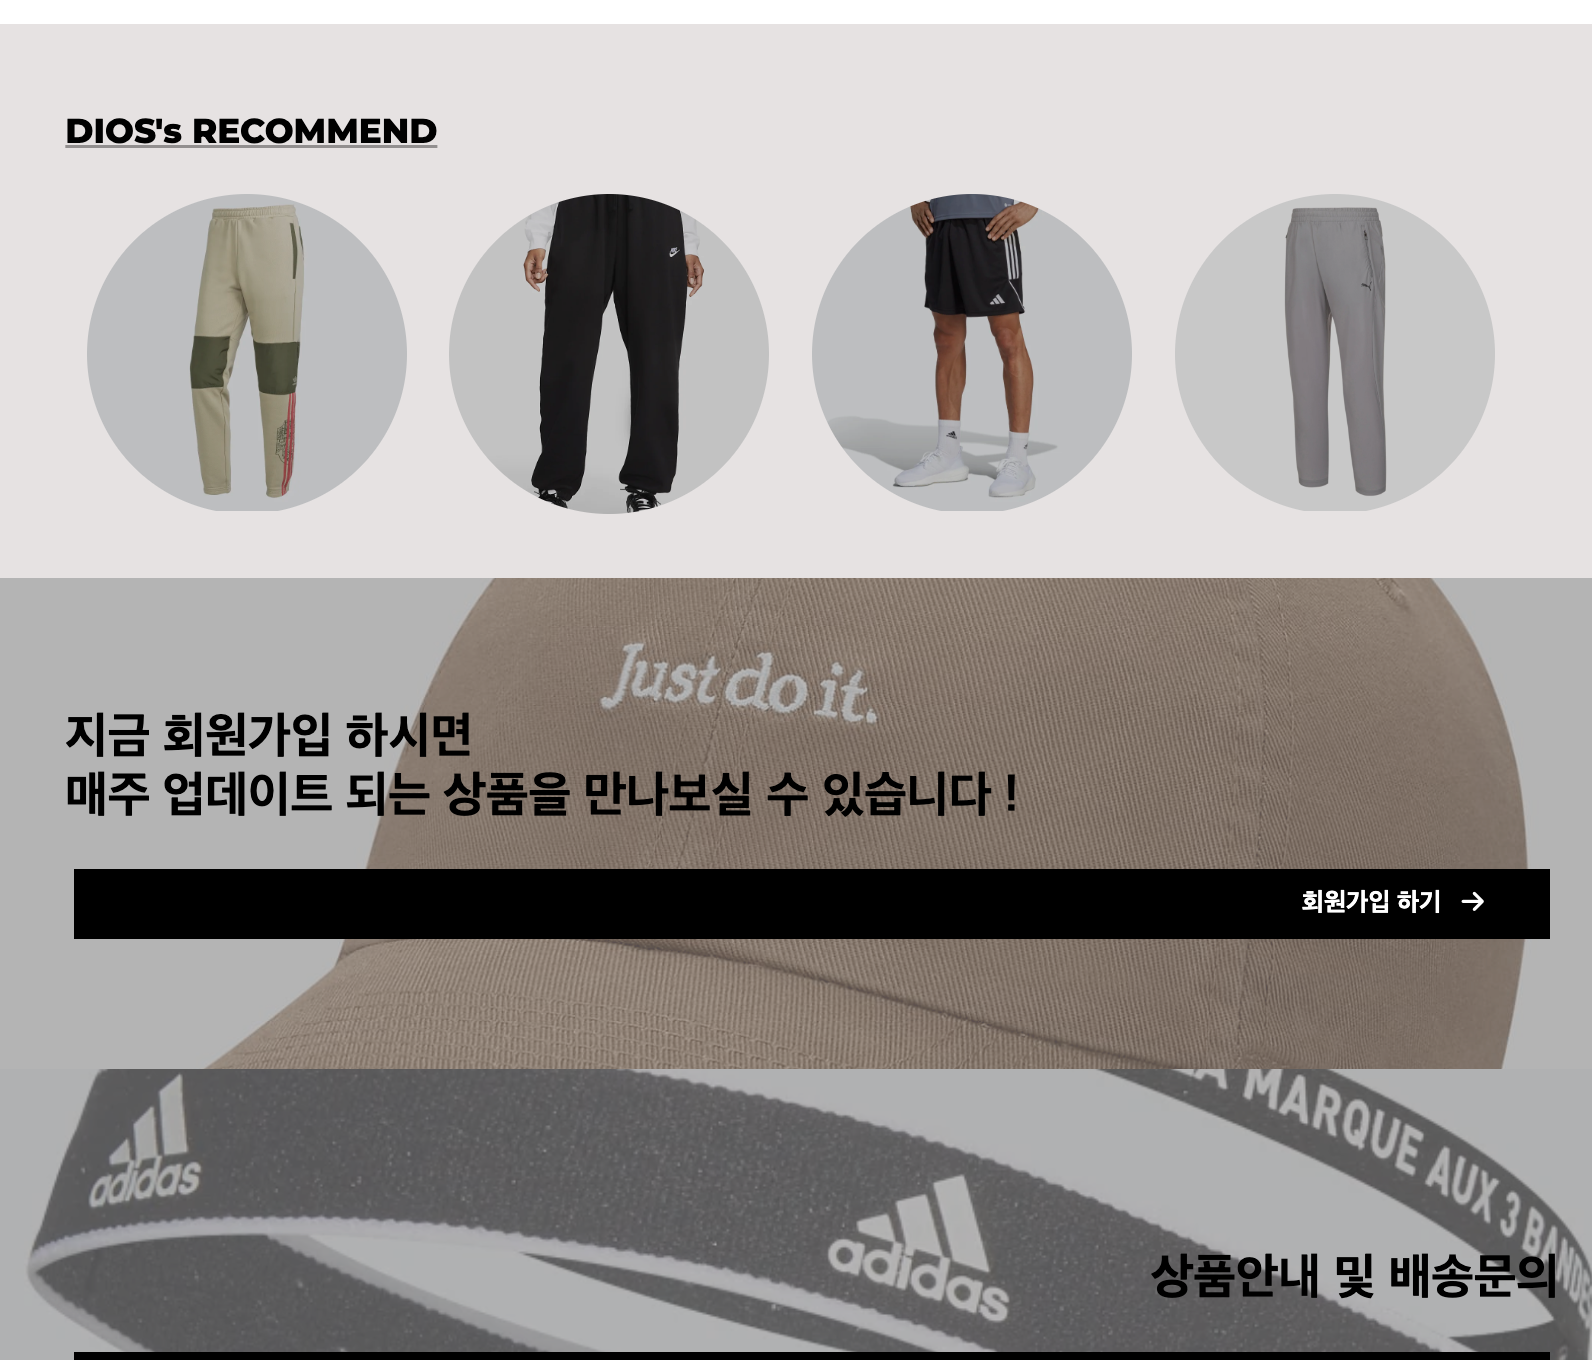 DIOS's RECOMMEND
Just do it.
지금 회원가입 하시면
매주 업데이트 되는 상품을 만나보실 수 있습니다 !
회원가입 하기 →
MARQUE AUX 3 BANDES
adidas
adidas
상품안내 및 배송문의